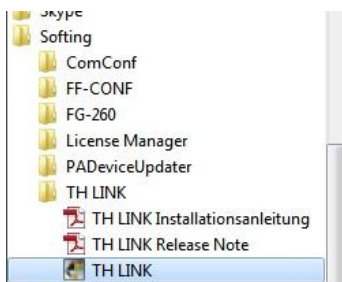 Skype
Softing
ComConf
FF-CONF
FG-260
License Manager
PADeviceUpdater
TH LINK
TH LINK Installationsanleitung
TH LINK Release Note
TH LINK